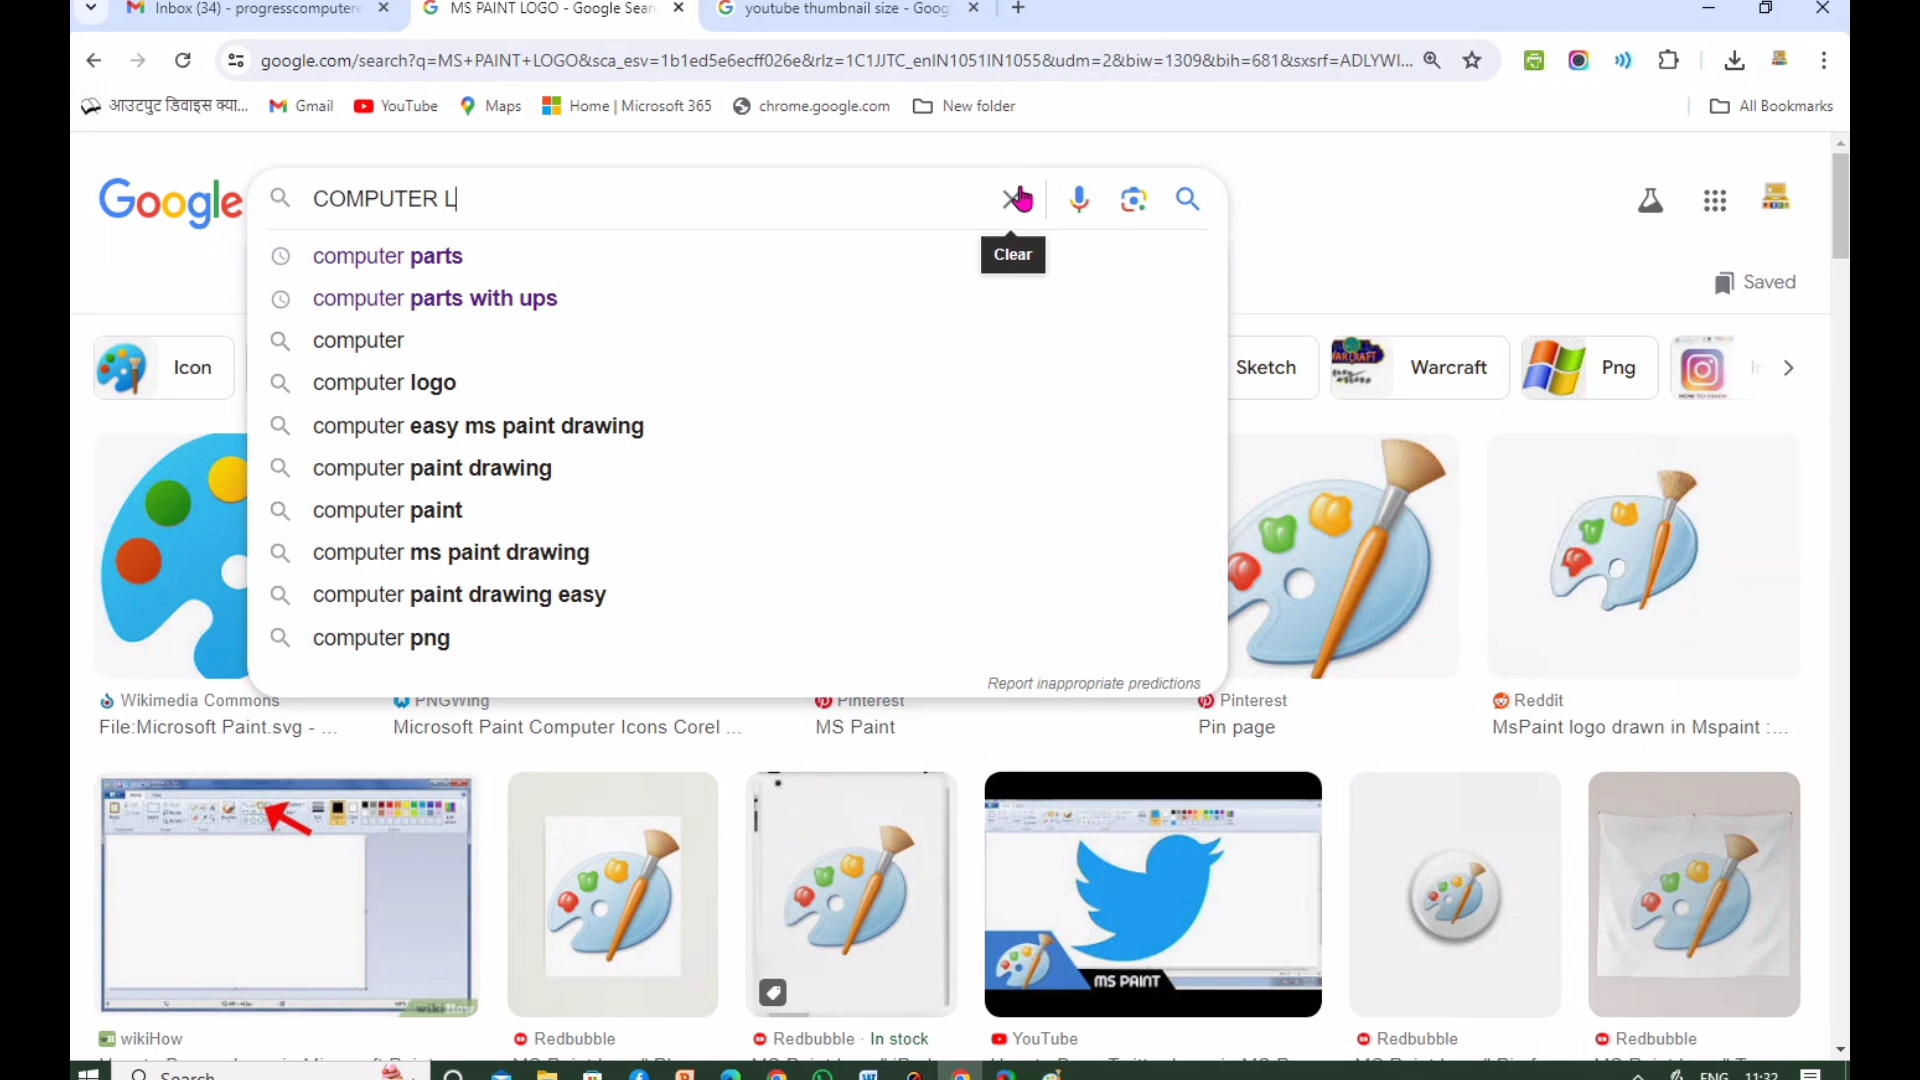 Inbox (34) - progresscomputere
MS PAINT LOGO - Google Sear
youtube thumbnail size - Goog
google.com/search?q=MS+PAINT+LOGO&sca_esv=1b1ed5e6ecff026e&rlz=1C1JJTC_enIN1051IN1055&udm=2&biw=1309&bih=681&sxsrf=ADLYWI...
आउटपुट डिवाइस क्या...
Gmail
YouTube
Maps
Home | Microsoft 365
chrome.google.com
New folder
All Bookmarks
Google
COMPUTER L
Clear
computer parts
computer parts with ups
computer
computer logo
computer easy ms paint drawing
computer paint drawing
computer paint
computer ms paint drawing
computer paint drawing easy
computer png
Report inappropriate predictions
Saved
Icon
Sketch
Warcraft
Png
Wikimedia Commons
File:Microsoft Paint.svg - ...
PNGWing
Microsoft Paint Computer Icons Corel ...
Pinterest
MS Paint
Pinterest
Pin page
Reddit
MsPaint logo drawn in Mspaint :...
MS PAINT
wikiHow
wikiHow
Redbubble
Redbubble · In stock
YouTube
Redbubble
Redbubble
Search
ENG
11:32